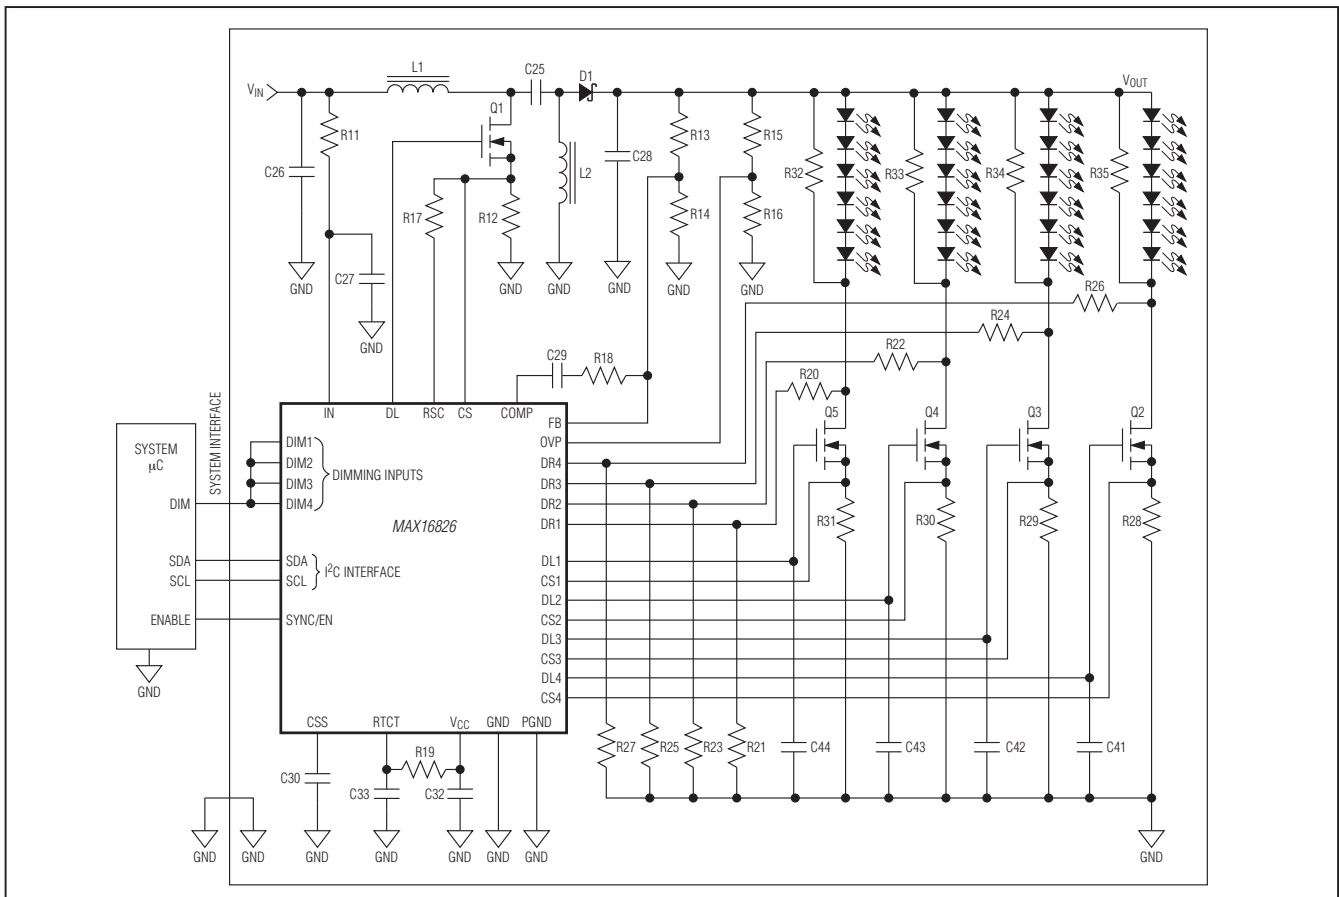 L1
C25
D1
VIN
VOUT
Q1
R11
R13
R15
C26
C28
L2
R32
R33
R34
R35
R17
R12
R14
R16
C27
GND
GND
GND
GND
GND
GND
GND
R26
R24
R22
C29
R18
R20
SYSTEM INTERFACE
IN
DL
RSC
CS
COMP
FB
Q5
Q4
Q3
Q2
SYSTEM
μC
DIM1
DIM2
DIM3
DIM4
DIMMING INPUTS
OVP
DR4
DR3
DR2
DR1
DIM
MAX16826
R31
R30
R29
R28
SDA
SCL
SDA
SCL
I2C INTERFACE
DL1
CS1
DL2
CS2
DL3
CS3
DL4
CS4
ENABLE
SYNC/EN
GND
CSS
RTCT
VCC
GND
PGND
R19
R27
R25
R23
R21
C44
C43
C42
C41
C30
C33
C32
GND
GND
GND
GND
GND
GND
GND
GND